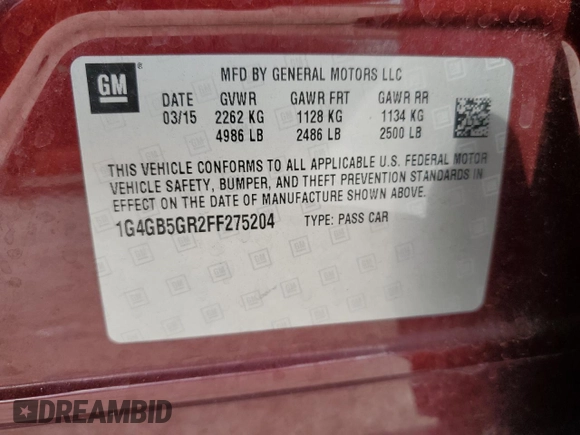 GM ® MFD BY GENERAL MOTORS LLC
DATE GVWR GAWR FRT GAWR RR
03/15 2262 KG 1128 KG 1134 KG
4986 LB 2486 LB 2500 LB
THIS VEHICLE CONFORMS TO ALL APPLICABLE U.S. FEDERAL MOTOR
VEHICLE SAFETY, BUMPER, AND THEFT PREVENTION STANDARDS IN
EFFECT ON THE DATE OF MANUFACTURE SHOWN ABOVE.
1G4GB5GR2FF275204 TYPE: PASS CAR
DREAMBID